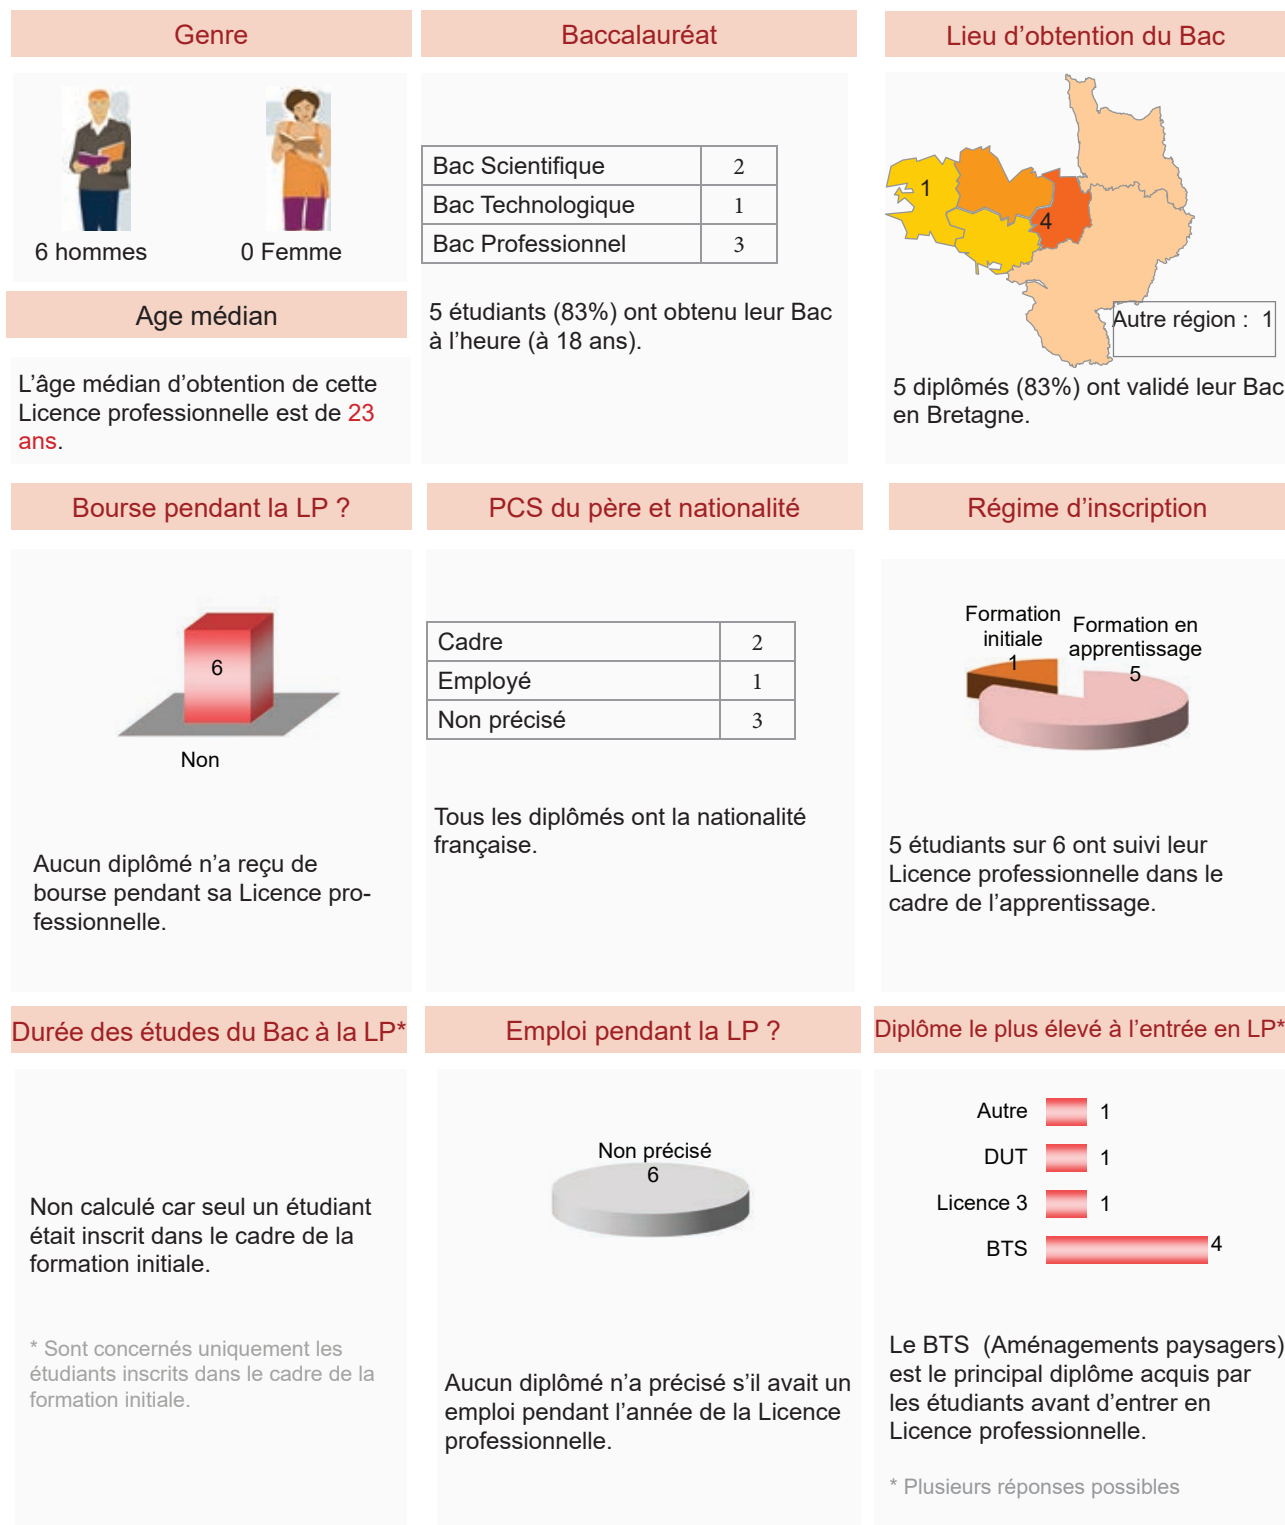 Genre
6 hommes
0 Femme
Age médian
L'âge médian d'obtention de cette
Licence professionnelle est de 23
ans.
Baccalauréat
Bac Scientifique 2
Bac Technologique 1
Bac Professionnel 3
5 étudiants (83%) ont obtenu leur Bac
à l'heure (à 18 ans).
Lieu d'obtention du Bac
1
4
Autre région : 1
5 diplômés (83%) ont validé leur Bac
en Bretagne.
Bourse pendant la LP ?
6
Non
Aucun diplômé n'a reçu de
bourse pendant sa Licence pro-
fessionnelle.
PCS du père et nationalité
Cadre 2
Employé 1
Non précisé 3
Tous les diplômés ont la nationalité
française.
Régime d'inscription
Formation
initiale
1
Formation en
apprentissage
5
5 étudiants sur 6 ont suivi leur
Licence professionnelle dans le
cadre de l'apprentissage.
Durée des études du Bac à la LP*
Non calculé car seul un étudiant
était inscrit dans le cadre de la
formation initiale.
* Sont concernés uniquement les
étudiants inscrits dans le cadre de la
formation initiale.
Emploi pendant la LP ?
Non précisé
6
Aucun diplômé n'a précisé s'il avait un
emploi pendant l'année de la Licence
professionnelle.
Diplôme le plus élevé à l'entrée en LP*
Autre 1
DUT 1
Licence 3 1
BTS 4
Le BTS (Aménagements paysagers)
est le principal diplôme acquis par
les étudiants avant d'entrer en
Licence professionnelle.
* Plusieurs réponses possibles